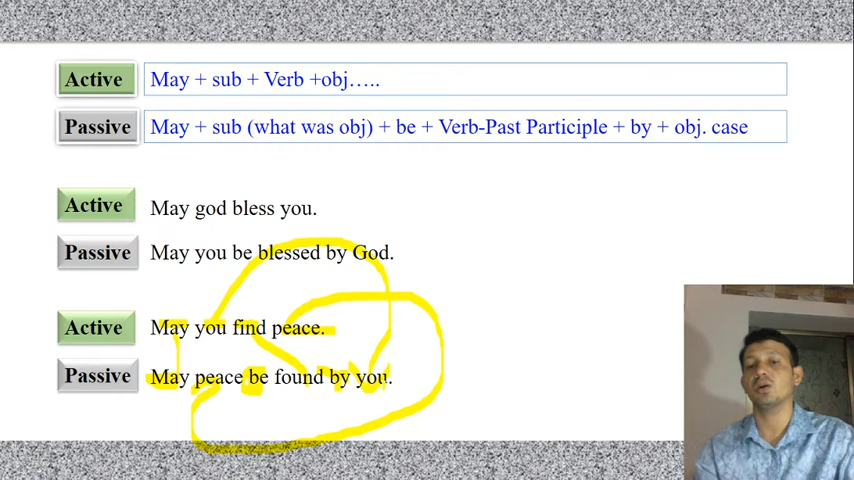 Active May + sub + Verb +obj…..
Passive May + sub (what was obj) + be + Verb-Past Participle + by + obj. case
Active May god bless you.
Passive May you be blessed by God.
Active May you find peace.
Passive May peace be found by you.